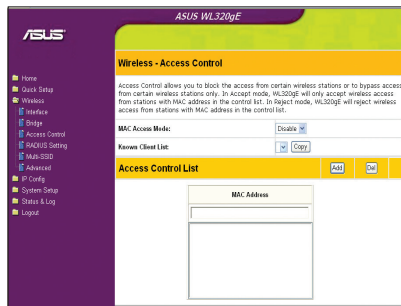 ASUS WL320gE
ASUS
Home
Quick Setup
Wireless
Interface
Bridge
Access Control
RADIUS Setting
Multi-SSID
Advanced
IP Config
System Setup
Status & Log
Logout
Wireless - Access Control
Access Control allows you to block the access from certain wireless stations or to bypass access
from certain wireless stations only. In Accept mode, WL320gE will only accept wireless access
from stations with MAC address in the control list. In Reject mode, WL320gE will reject wireless
access from stations with MAC address in the control list.
MAC Access Mode: Disable
Known Client List: Copy
Access Control List Add Del
MAC Address